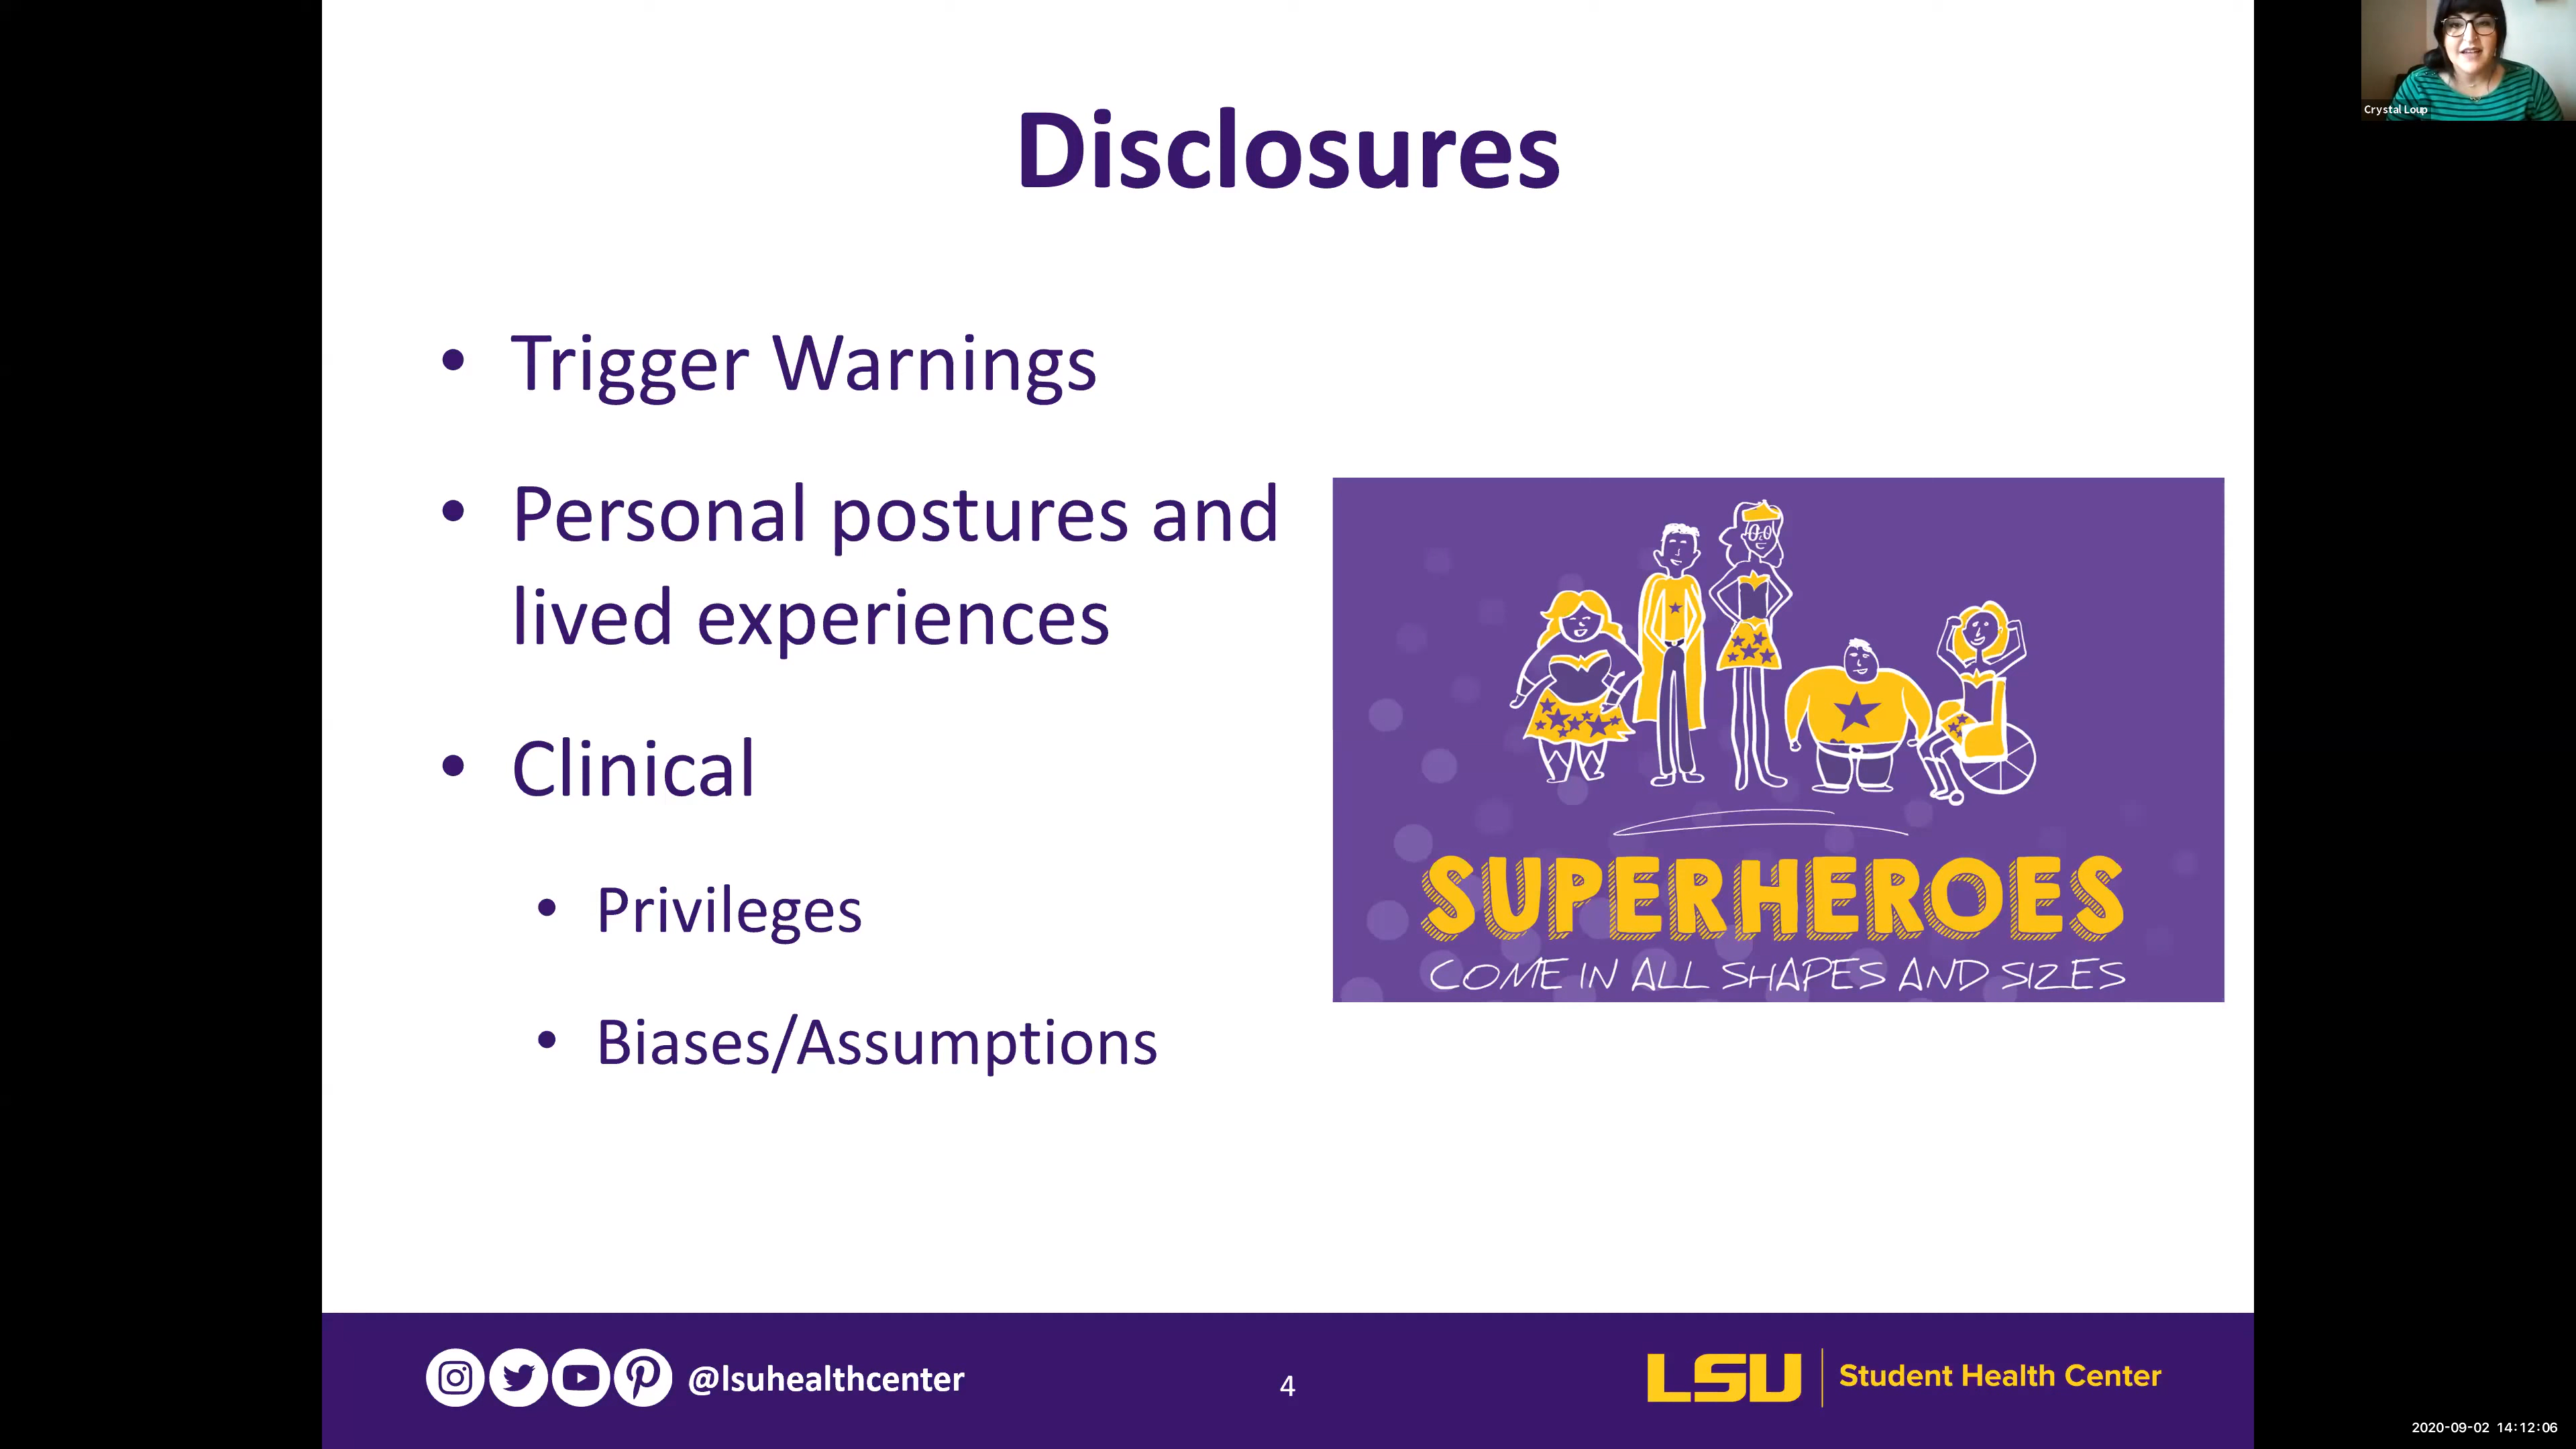 Crystal Loup
Disclosures
• Trigger Warnings
• Personal postures and
lived experiences
• Clinical
• Privileges
• Biases/Assumptions
SUPERHEROES
COME IN ALL SHAPES AND SIZES
@lsuhealthcenter
4
LSU
Student Health Center
2020-09-02 14:12:06